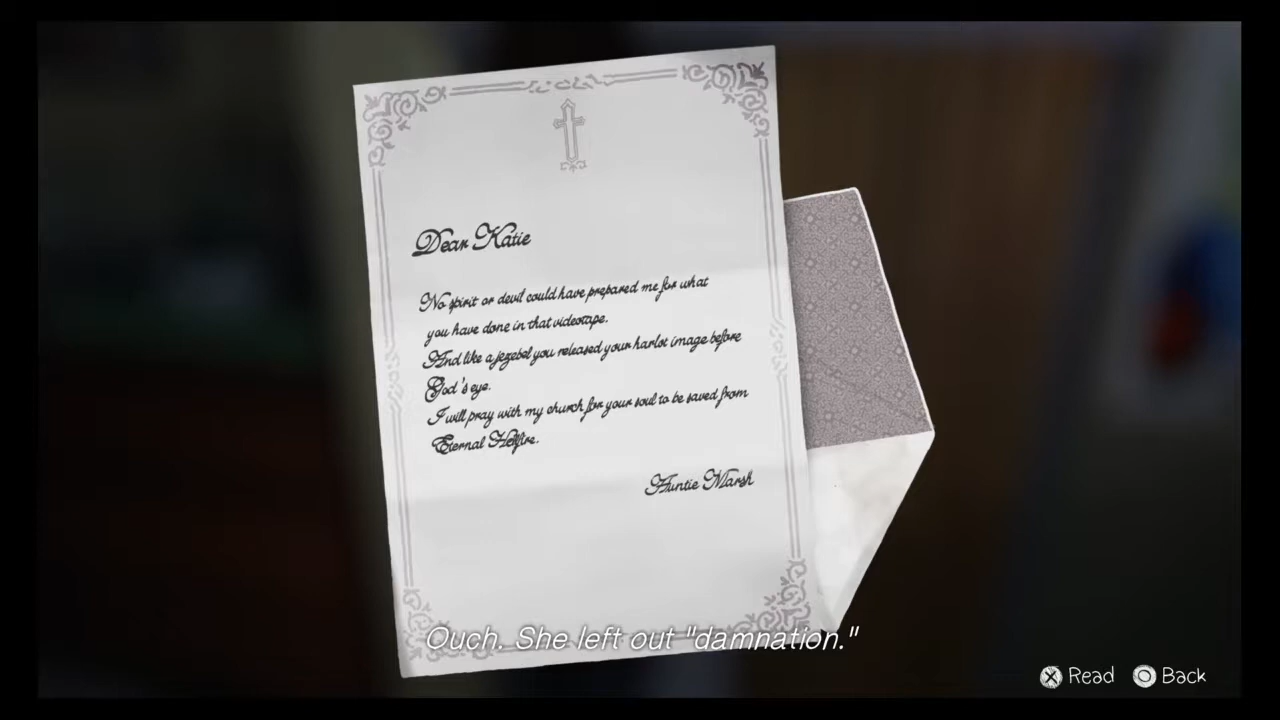 Dear Katie
No spirit or devil could have prepared me for what
you have done in that videotape.
And like a jezebel you released your harlot image before
God's eye.
I will pray with my church for your soul to be saved from
Eternal Hellfire.
Auntie Marsh
Ouch. She left out "damnation."
Read Back